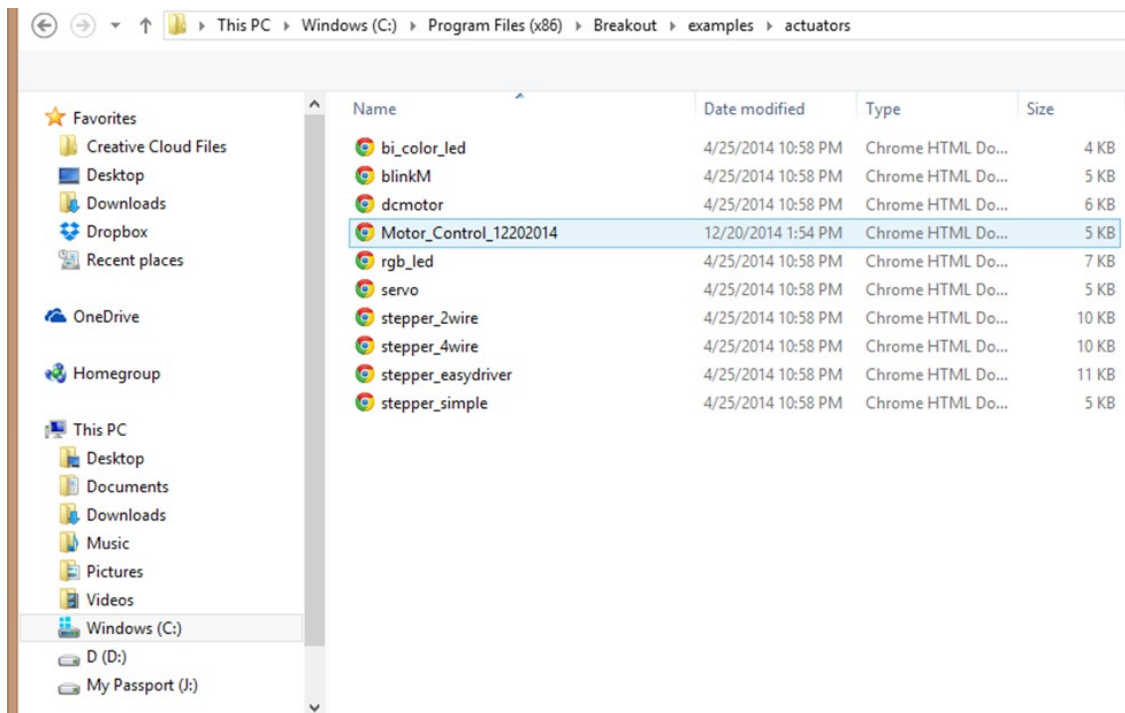 This PC ▸ Windows (C:) ▸ Program Files (x86) ▸ Breakout ▸ examples ▸ actuators
Favorites
Creative Cloud Files
Desktop
Downloads
Dropbox
Recent places
OneDrive
Homegroup
This PC
Desktop
Documents
Downloads
Music
Pictures
Videos
Windows (C:)
D (D:)
My Passport (J:)
Name Date modified Type Size
bi_color_led 4/25/2014 10:58 PM Chrome HTML Do... 4 KB
blinkM 4/25/2014 10:58 PM Chrome HTML Do... 5 KB
dcmotor 4/25/2014 10:58 PM Chrome HTML Do... 6 KB
Motor_Control_12202014 12/20/2014 1:54 PM Chrome HTML Do... 5 KB
rgb_led 4/25/2014 10:58 PM Chrome HTML Do... 7 KB
servo 4/25/2014 10:58 PM Chrome HTML Do... 5 KB
stepper_2wire 4/25/2014 10:58 PM Chrome HTML Do... 10 KB
stepper_4wire 4/25/2014 10:58 PM Chrome HTML Do... 10 KB
stepper_easydriver 4/25/2014 10:58 PM Chrome HTML Do... 11 KB
stepper_simple 4/25/2014 10:58 PM Chrome HTML Do... 5 KB